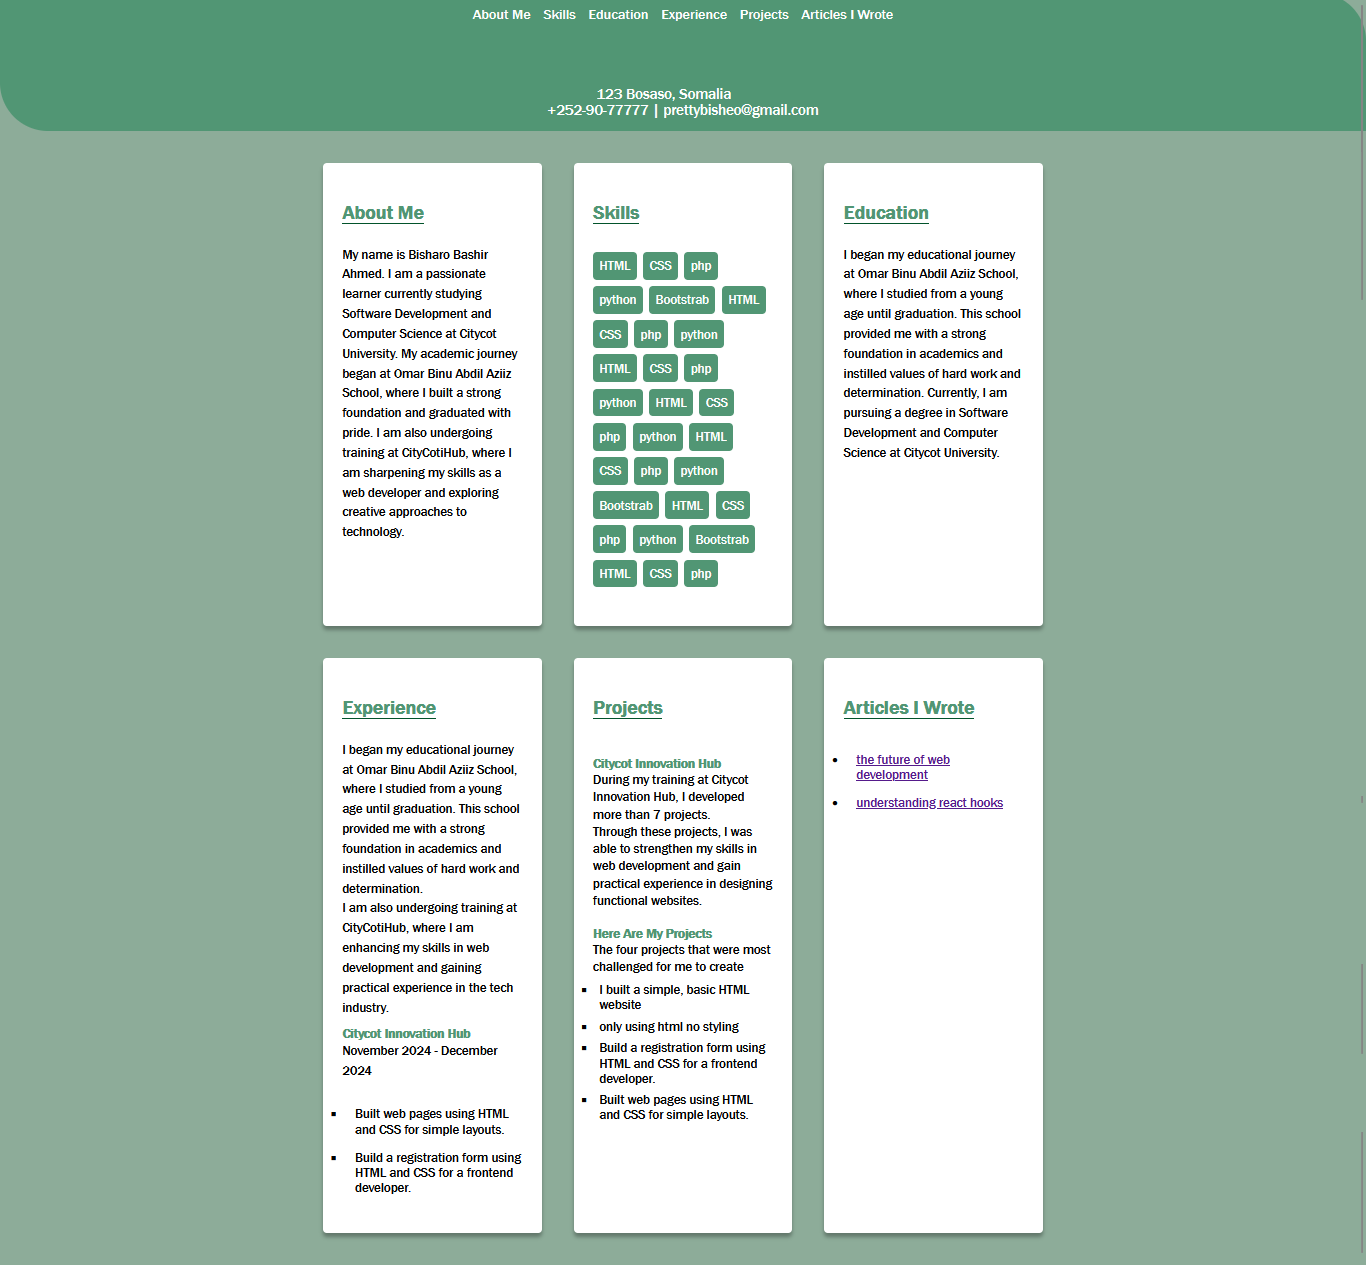 About Me Skills Education Experience Projects Articles I Wrote
123 Bosaso, Somalia
+252-90-77777 | prettybisheo@gmail.com
About Me
My name is Bisharo Bashir
Ahmed. I am a passionate
learner currently studying
Software Development and
Computer Science at Citycot
University. My academic journey
began at Omar Binu Abdil Aziiz
School, where I built a strong
foundation and graduated with
pride. I am also undergoing
training at CityCotiHub, where I
am sharpening my skills as a
web developer and exploring
creative approaches to
technology.
Skills
HTML CSS php
python Bootstrab HTML
CSS php python
HTML CSS php
python HTML CSS
php python HTML
CSS php python
Bootstrab HTML CSS
php python Bootstrab
HTML CSS php
Education
I began my educational journey
at Omar Binu Abdil Aziiz School,
where I studied from a young
age until graduation. This school
provided me with a strong
foundation in academics and
instilled values of hard work and
determination. Currently, I am
pursuing a degree in Software
Development and Computer
Science at Citycot University.
Experience
I began my educational journey
at Omar Binu Abdil Aziiz School,
where I studied from a young
age until graduation. This school
provided me with a strong
foundation in academics and
instilled values of hard work and
determination.
I am also undergoing training at
CityCotiHub, where I am
enhancing my skills in web
development and gaining
practical experience in the tech
industry.
Citycot Innovation Hub
November 2024 - December
2024
Built web pages using HTML
and CSS for simple layouts.
Build a registration form using
HTML and CSS for a frontend
developer.
Projects
Citycot Innovation Hub
During my training at Citycot
Innovation Hub, I developed
more than 7 projects.
Through these projects, I was
able to strengthen my skills in
web development and gain
practical experience in designing
functional websites.
Here Are My Projects
The four projects that were most
challenged for me to create
I built a simple, basic HTML
website
only using html no styling
Build a registration form using
HTML and CSS for a frontend
developer.
Built web pages using HTML
and CSS for simple layouts.
Articles I Wrote
the future of web
development
understanding react hooks